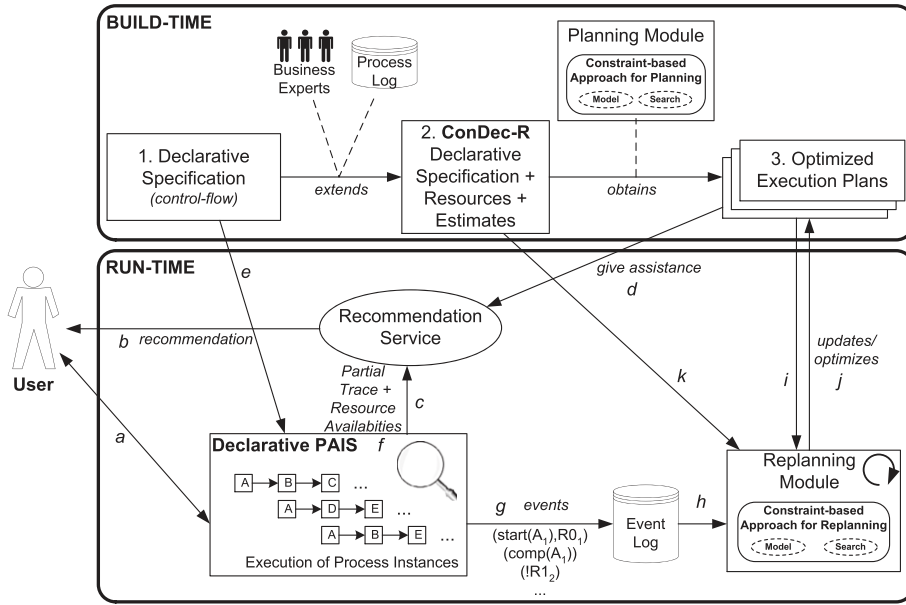 BUILD-TIME
Business
Experts
Process
Log
Planning Module
Constraint-based
Approach for Planning
Model
Search
1. Declarative
Specification
(control-flow)
extends
2. ConDec-R
Declarative
Specification +
Resources +
Estimates
obtains
3. Optimized
Execution Plans
RUN-TIME
e
give assistance
d
User
b recommendation
Recommendation
Service
k
i
updates/
optimizes
j
a
Partial
Trace +
Resource
Availabities
c
Declarative PAIS
f
A B C ...
A D E ...
A B E ...
Execution of Process Instances
g events
(start(A1),R01)
(comp(A1))
(!R12)
...
Event
Log
h
Replanning
Module
Constraint-based
Approach for Replanning
Model
Search